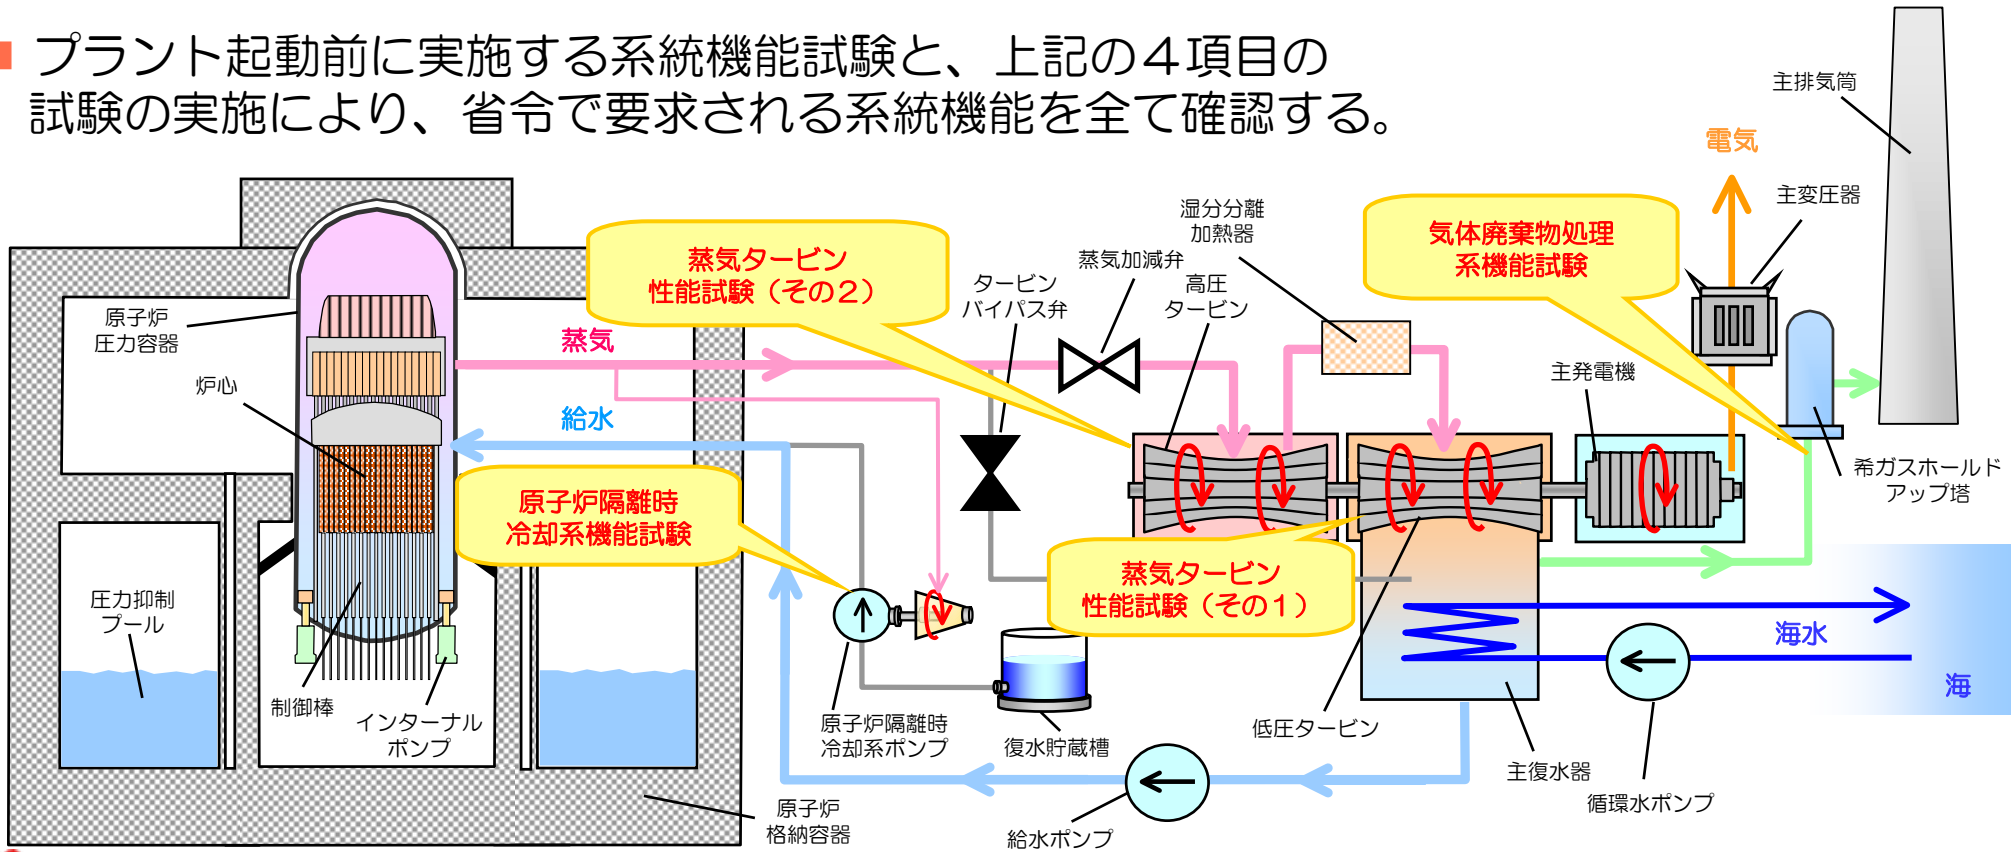 プラント起動前に実施する系統機能試験と、上記の４項目の
試験の実施により、省令で要求される系統機能を全て確認する。
主排気筒
電気
主変圧器
湿分分離
加熱器
気体廃棄物処理
系機能試験
蒸気タービン
性能試験（その２）
蒸気加減弁
タービン
バイパス弁
高圧
タービン
原子炉
圧力容器
蒸気
炉心
給水
主発電機
希ガスホールド
アップ塔
原子炉隔離時
冷却系機能試験
蒸気タービン
性能試験（その１）
圧力抑制
プール
海水
海
制御棒
インターナル
ポンプ
原子炉隔離時
冷却系ポンプ
復水貯蔵槽
低圧タービン
主復水器
循環水ポンプ
原子炉
格納容器
給水ポンプ